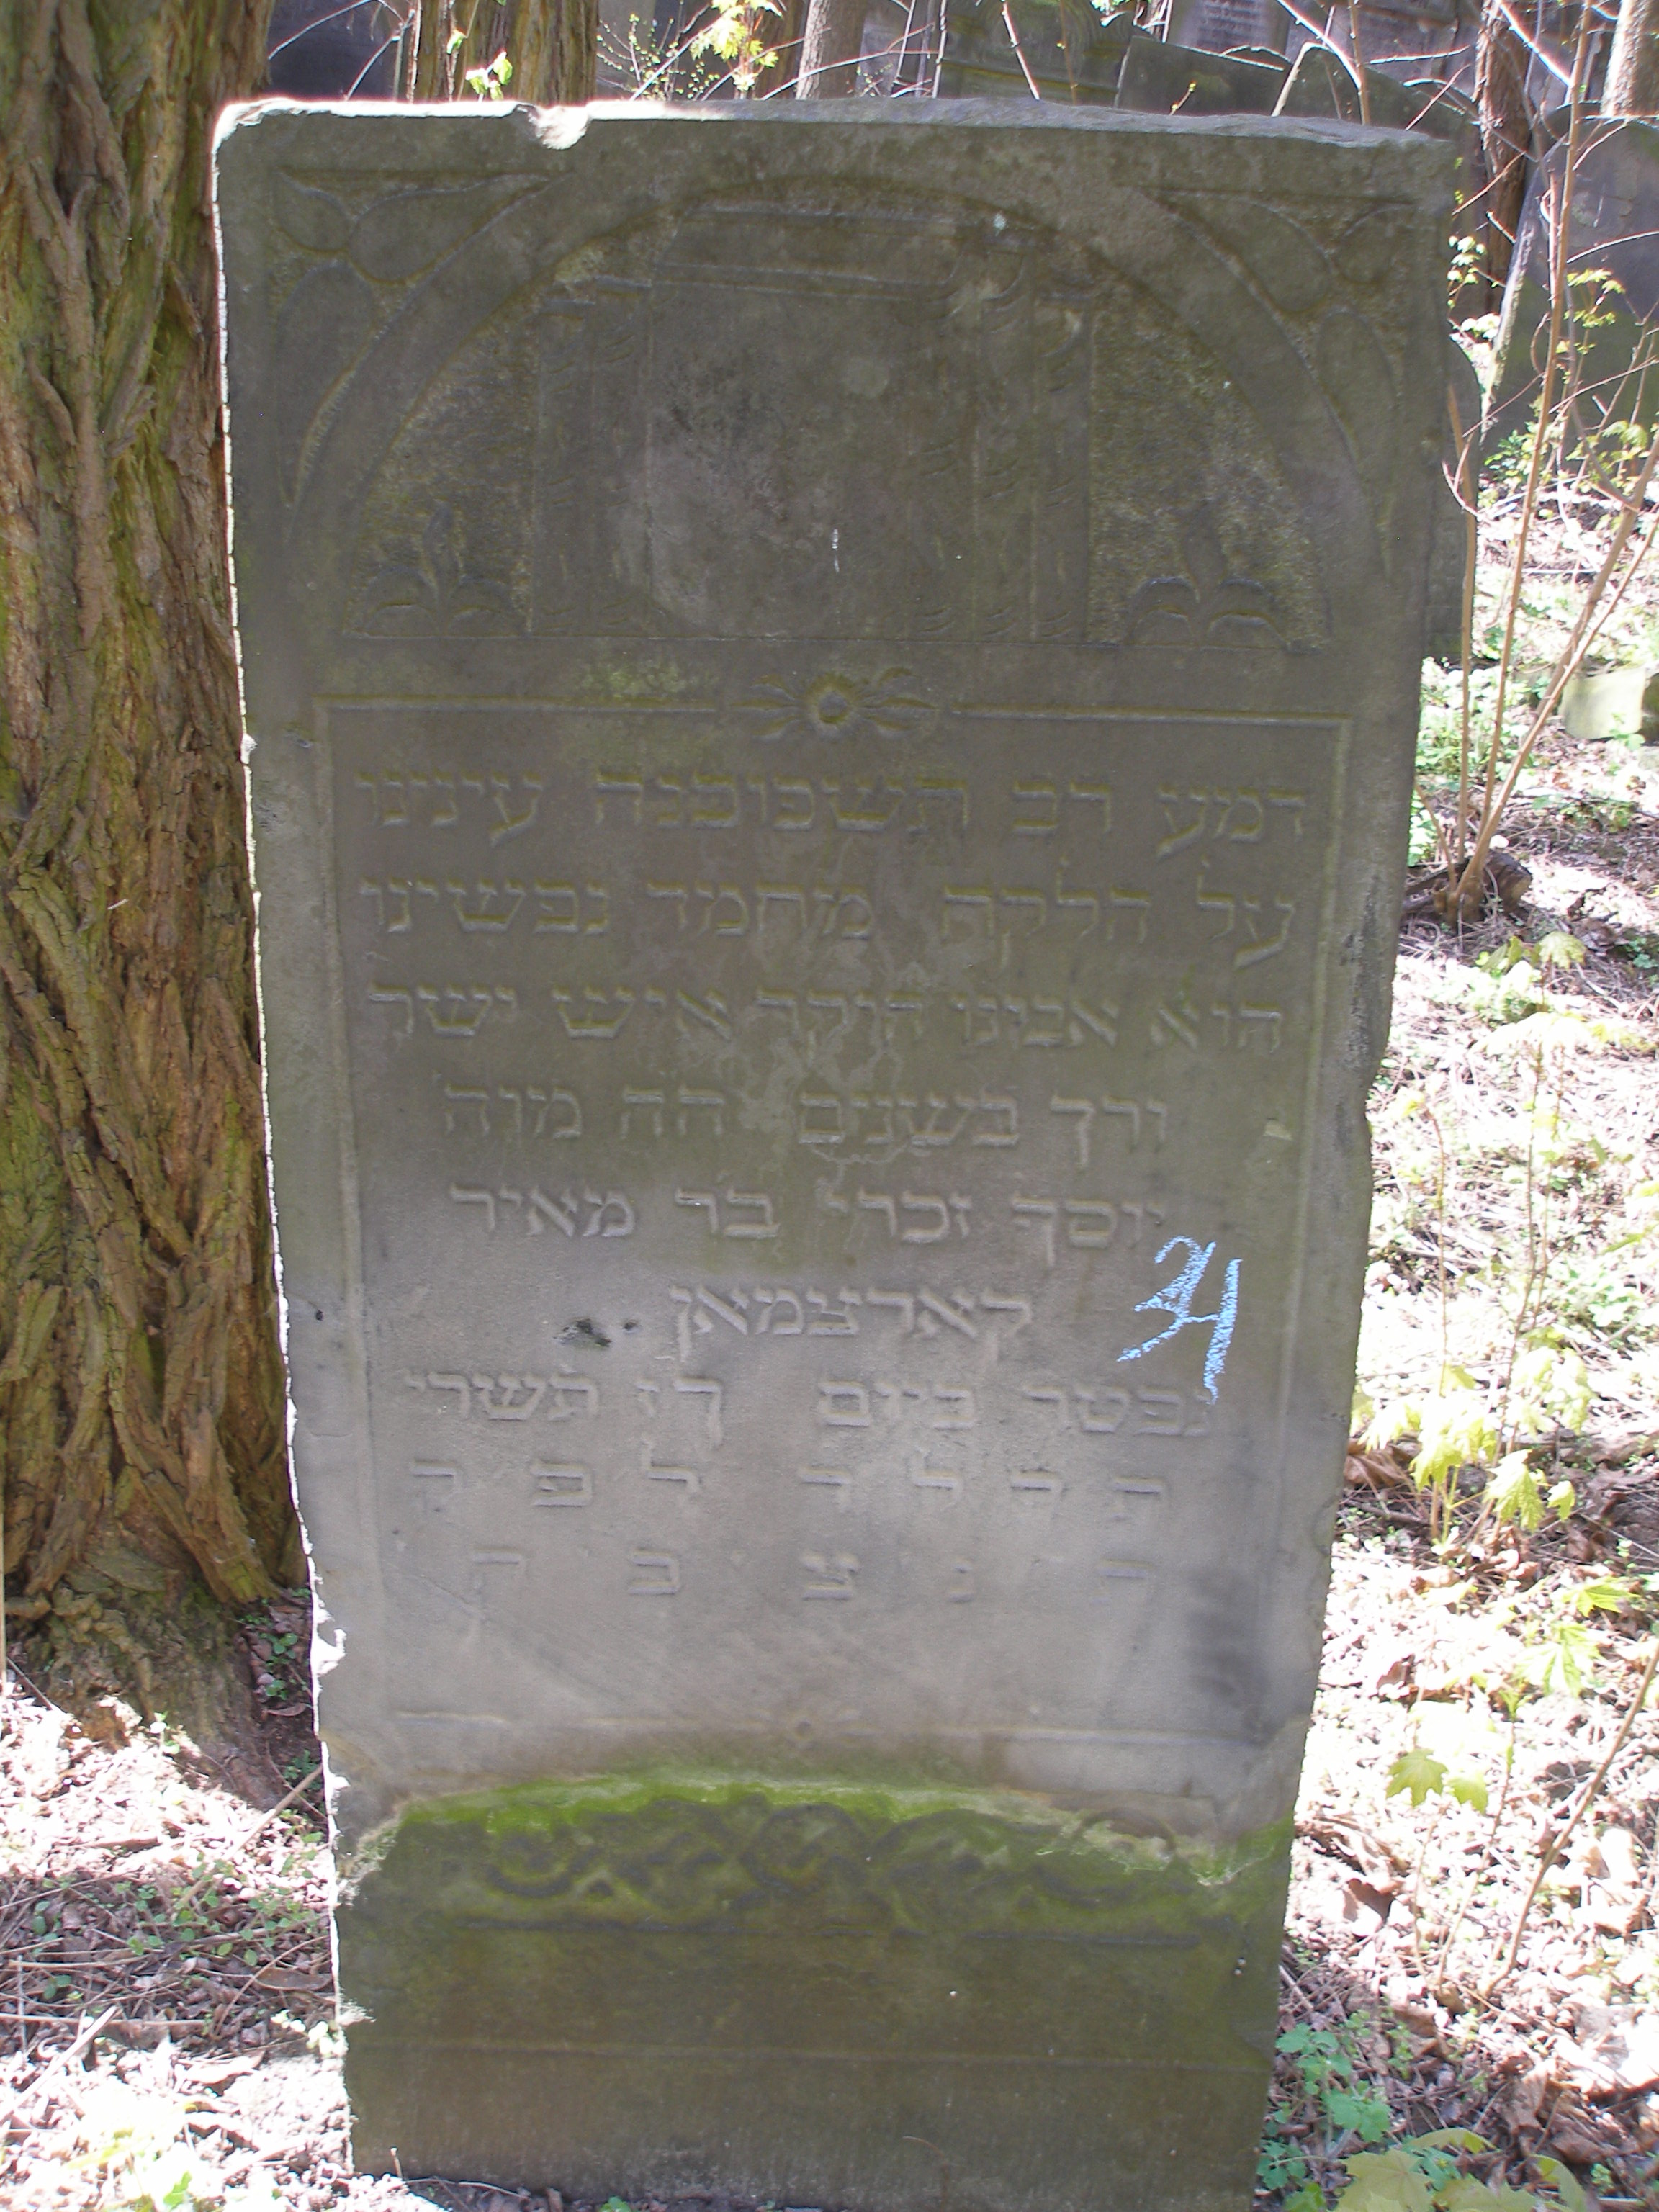 דמע רב תשפוכנה עינינו
על הלקח מחמד נפשינו
הוא אבינו היקר איש ישר
ורך בשנים הה מוה
יוסף זכרי בר מאיר
קארצמאן
34
נפטר ביום ך ז תשרי
ת ר ל ד ל פ ק
ת נ צ ב ה